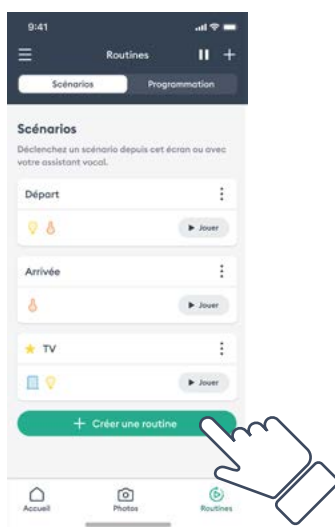 9:41
Routines
Scénarios
Programmation
Scénarios
Déclenchez un scénario depuis cet écran ou avec
votre assistant vocal.
Départ
Jouer
Arrivée
Jouer
TV
Jouer
+ Créer une routine
Accueil
Photos
Routines